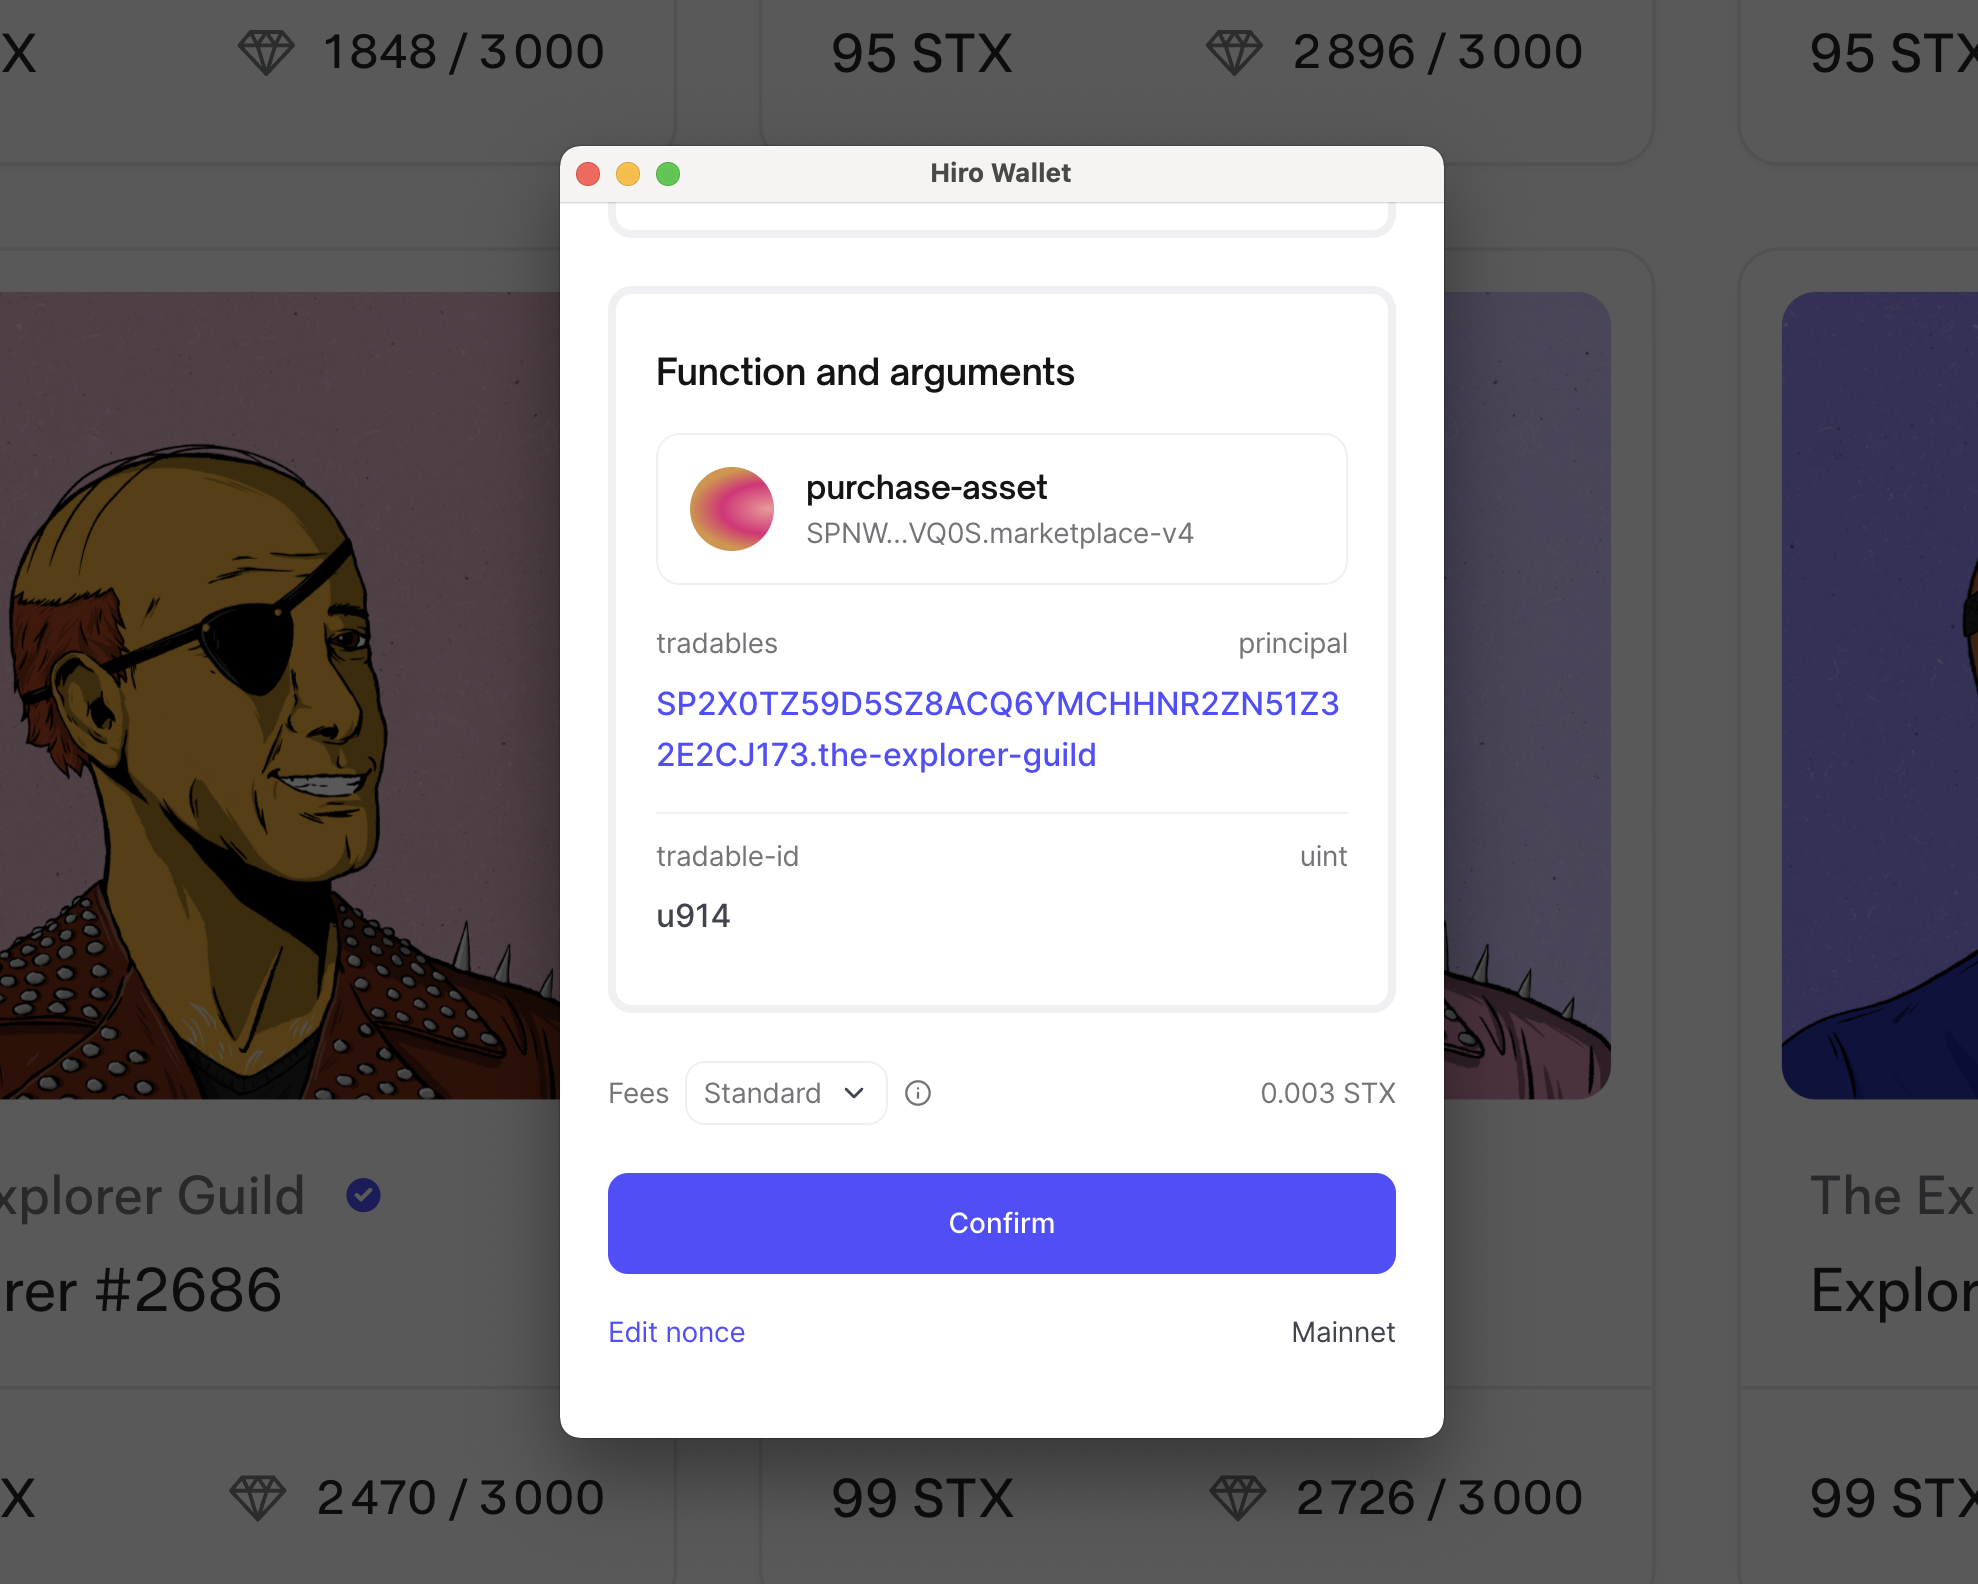 X 1848 / 3000 95 STX 2896 / 3000 95 STX
Hiro Wallet
Function and arguments
purchase-asset
SPNW...VQ0S.marketplace-v4
tradables principal
SP2X0TZ59D5SZ8ACQ6YMCHHNR2ZN51Z3
2E2CJ173.the-explorer-guild
tradable-id uint
u914
Fees Standard 0.003 STX
Confirm
Edit nonce Mainnet
xplorer Guild The Ex
rer #2686 Explor
X 2470 / 3000 99 STX 2726 / 3000 99 STX